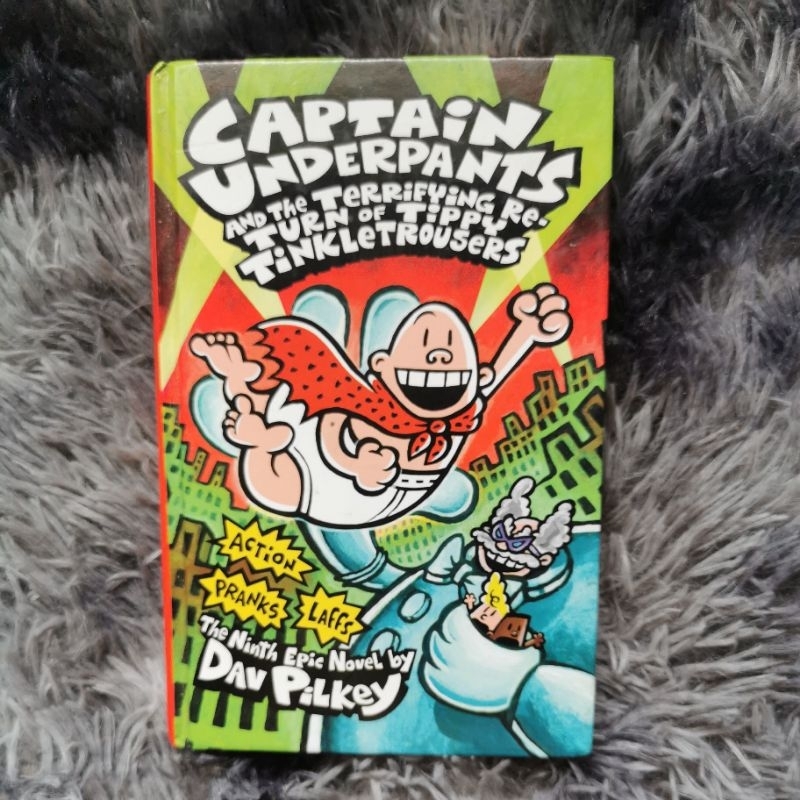 CAPTAIN
UNDERPANTS
AND THE TERRIFYING RE-
TURN OF TIPPY
TINKLETROUSERS
ACTION
PRANKS
LAFFS
The Ninth Epic Novel by
DAV PILKEY